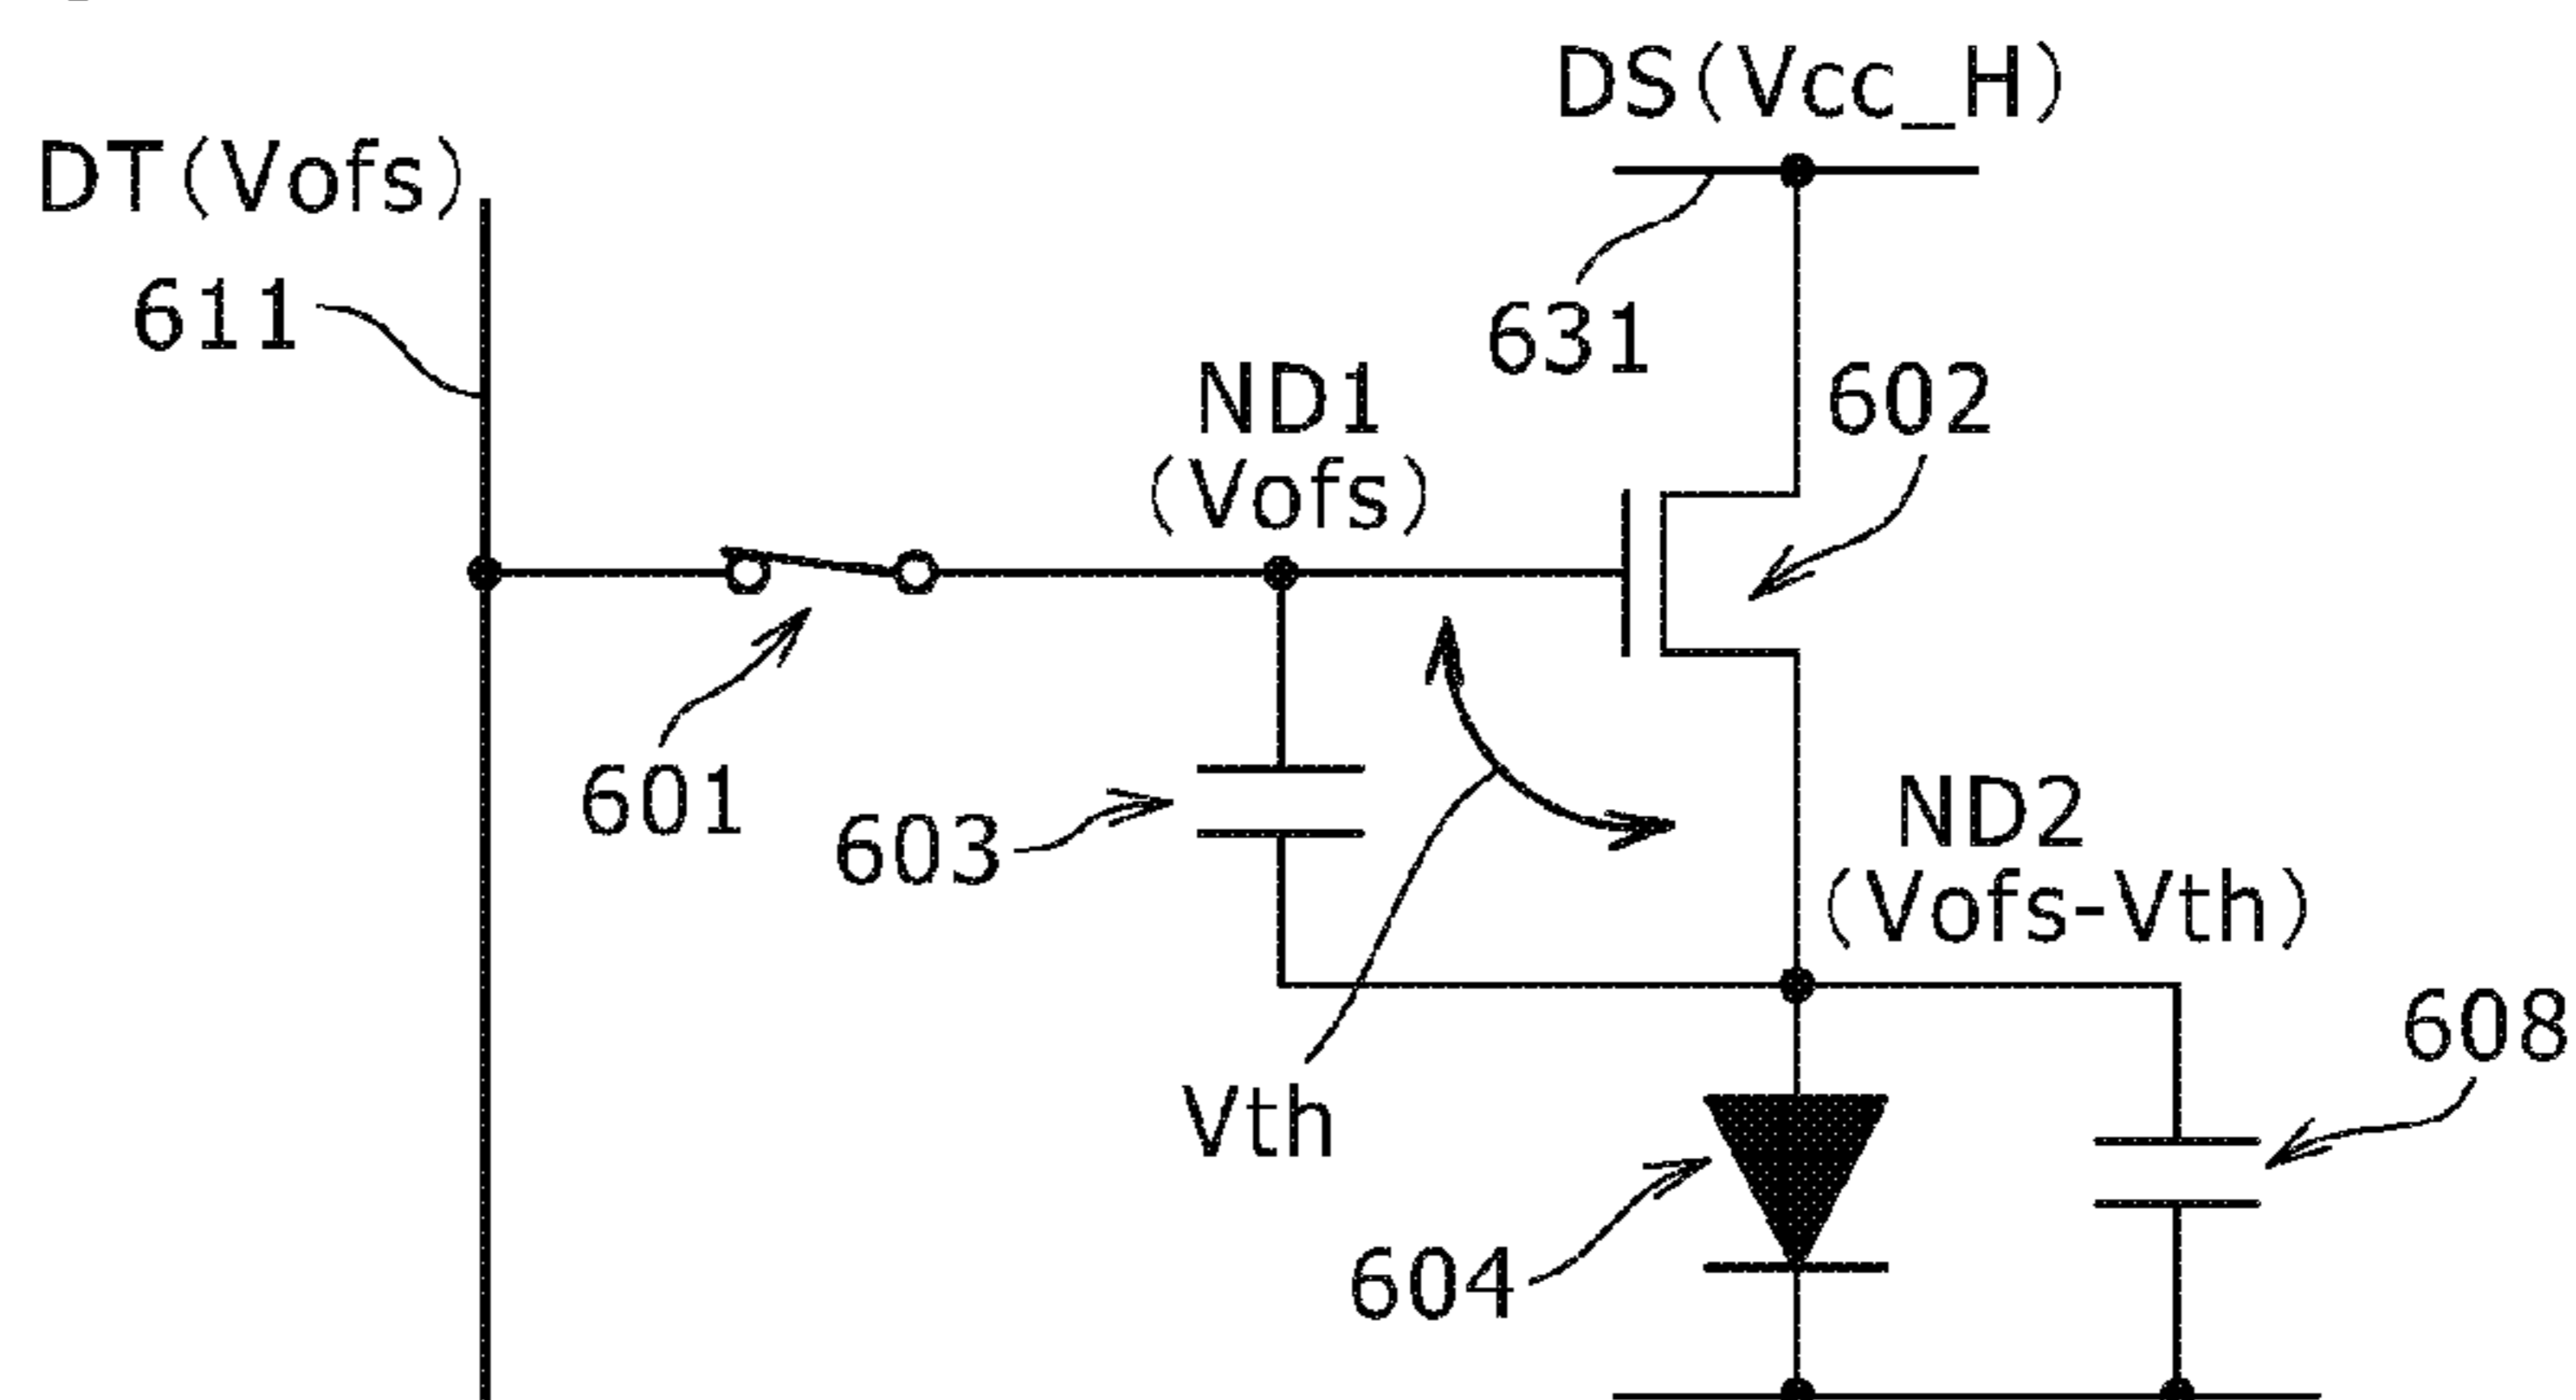 DS(Vcc_H)
DT(Vofs)
611
631
ND1
(Vofs)
602
601
603
ND2
(Vofs-Vth)
608
Vth
604